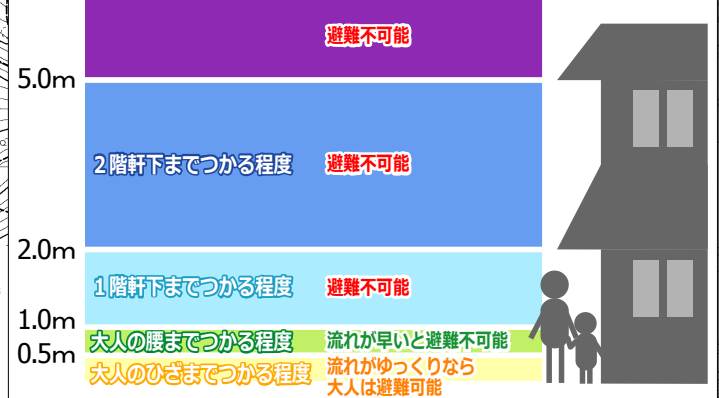 避難不可能
5.0m
2階軒下までつかる程度 避難不可能
2.0m
1階軒下までつかる程度 避難不可能
1.0m
大人の腰までつかる程度 流れが早いと避難不可能
0.5m
大人のひざまでつかる程度 流れがゆっくりなら
大人は避難可能